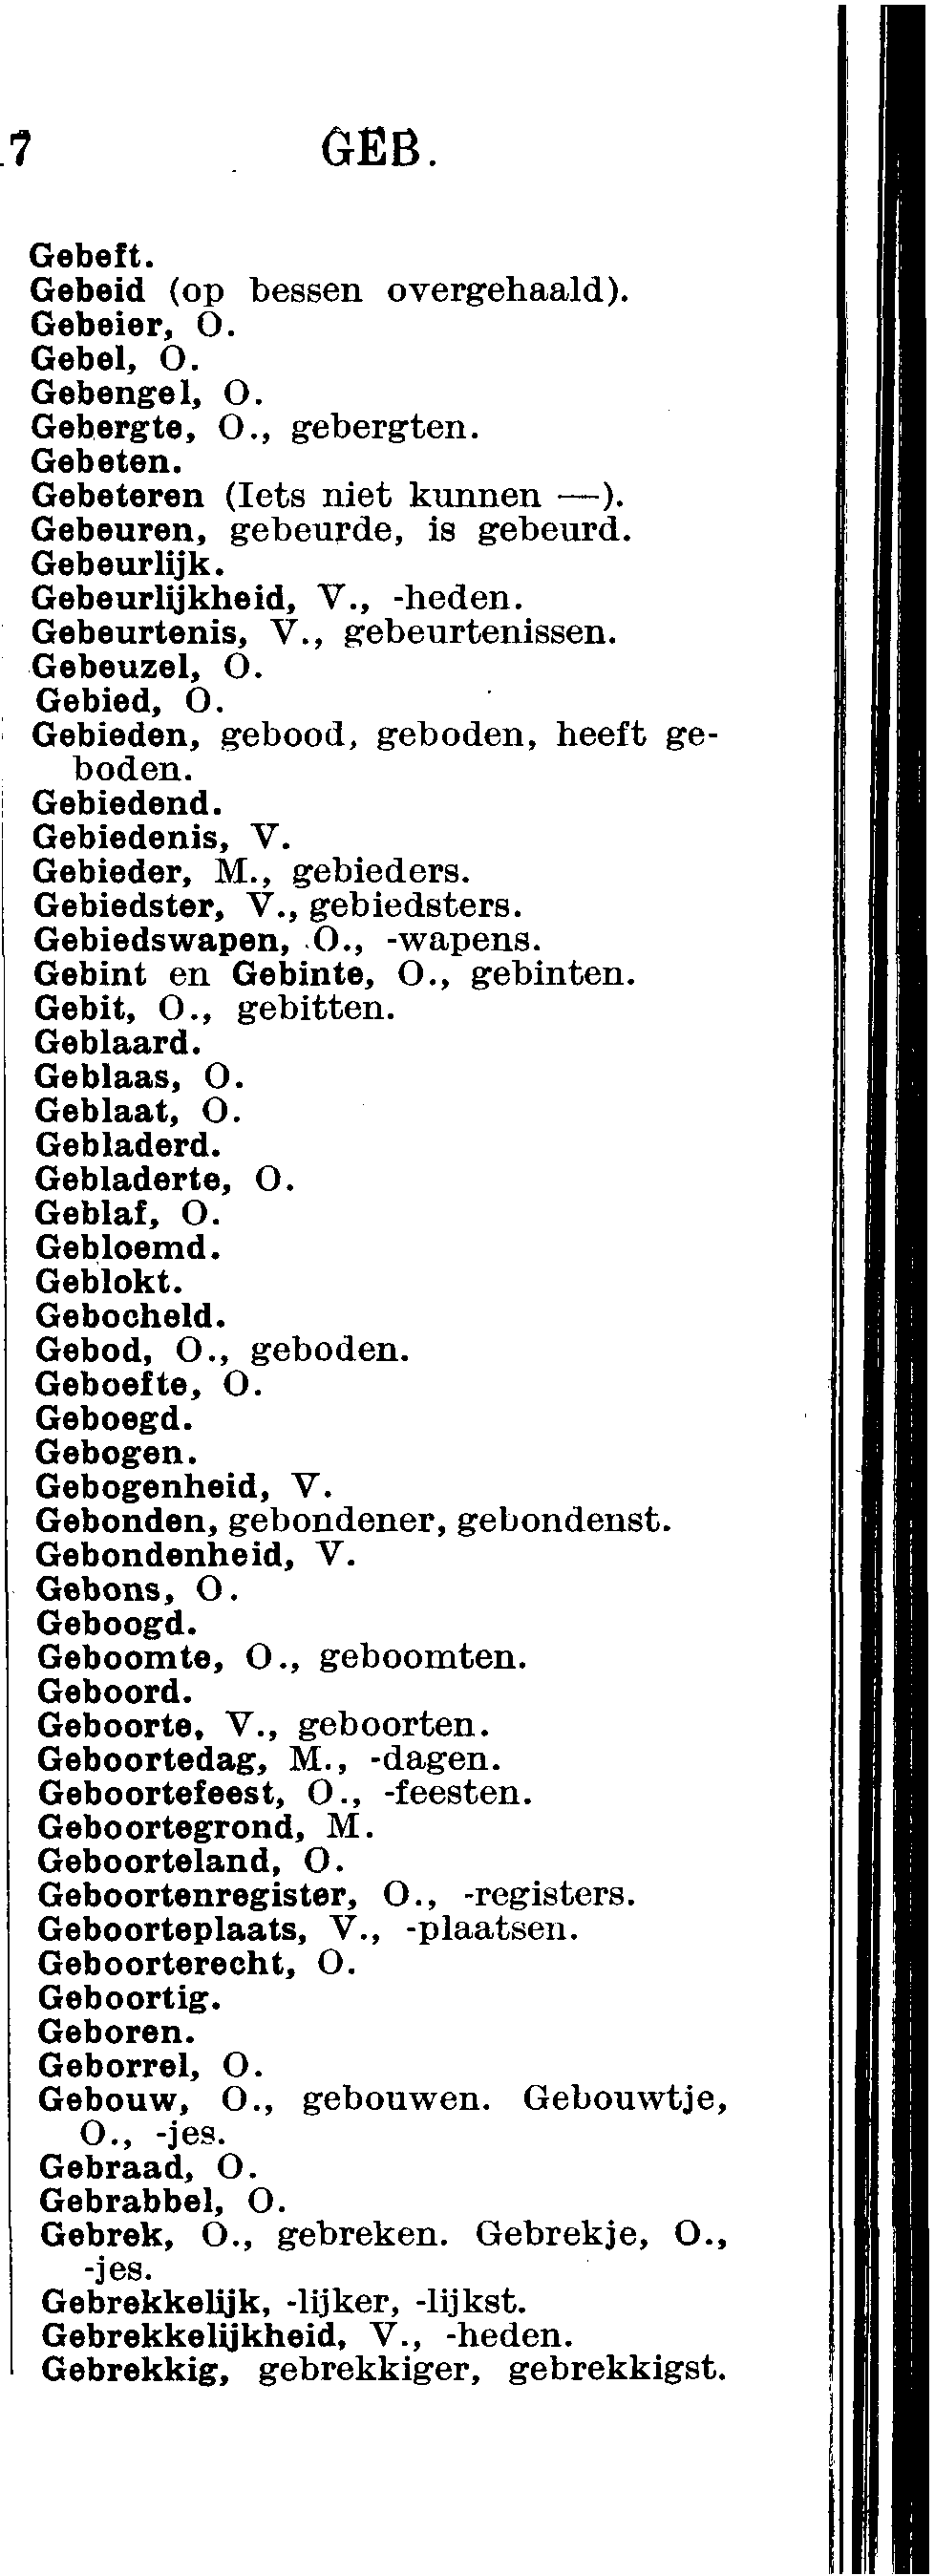 7 GEB.
Gebeft.
Gebeid (op bessen overgehaald).
Gebeier, O.
Gebel, O.
Gebengel, O.
Gebergte, O., gebergten.
Gebeten.
Gebeteren (Iets niet kunnen —).
Gebeuren, gebeurde, is gebeurd.
Gebeurlijk.
Gebeurlijkheid, V., -heden.
Gebeurtenis, V., gebeurtenissen.
Gebeuzel, O.
Gebied, O.
Gebieden, gebood, geboden, heeft ge-
boden.
Gebiedend.
Gebiedenis, V.
Gebieder, M., gebieders.
Gebiedster, V., gebiedsters.
Gebiedswapen, O., -wapens.
Gebint en Gebinte, O., gebinten.
Gebit, O., gebitten.
Geblaard.
Geblaas, O.
Geblaat, O.
Gebladerd.
Gebladerte, O.
Geblaf, O.
Gebloemd.
Geblokt.
Gebocheld.
Gebod, O., geboden.
Geboefte, O.
Geboegd.
Gebogen.
Gebogenheid, V.
Gebonden, gebondener, gebondenst.
Gebondenheid, V.
Gebons, O.
Geboogd.
Geboomte, O., geboomten.
Geboord.
Geboorte, V., geboorten.
Geboortedag, M., -dagen.
Geboortefeest, O., -feesten.
Geboortegrond, M.
Geboorteland, O.
Geboortenregister, O., -registers.
Geboorteplaats, V., -plaatsen.
Geboorterecht, O.
Geboortig.
Geboren.
Geborrel, O.
Gebouw, O., gebouwen. Gebouwtje,
O., -jes.
Gebraad, O.
Gebrabbel, O.
Gebrek, O., gebreken. Gebrekje, O.,
-jes.
Gebrekkelijk, -lijker, -lijkst.
Gebrekkelijkheid, V., -heden.
Gebrekkig, gebrekkiger, gebrekkigst.